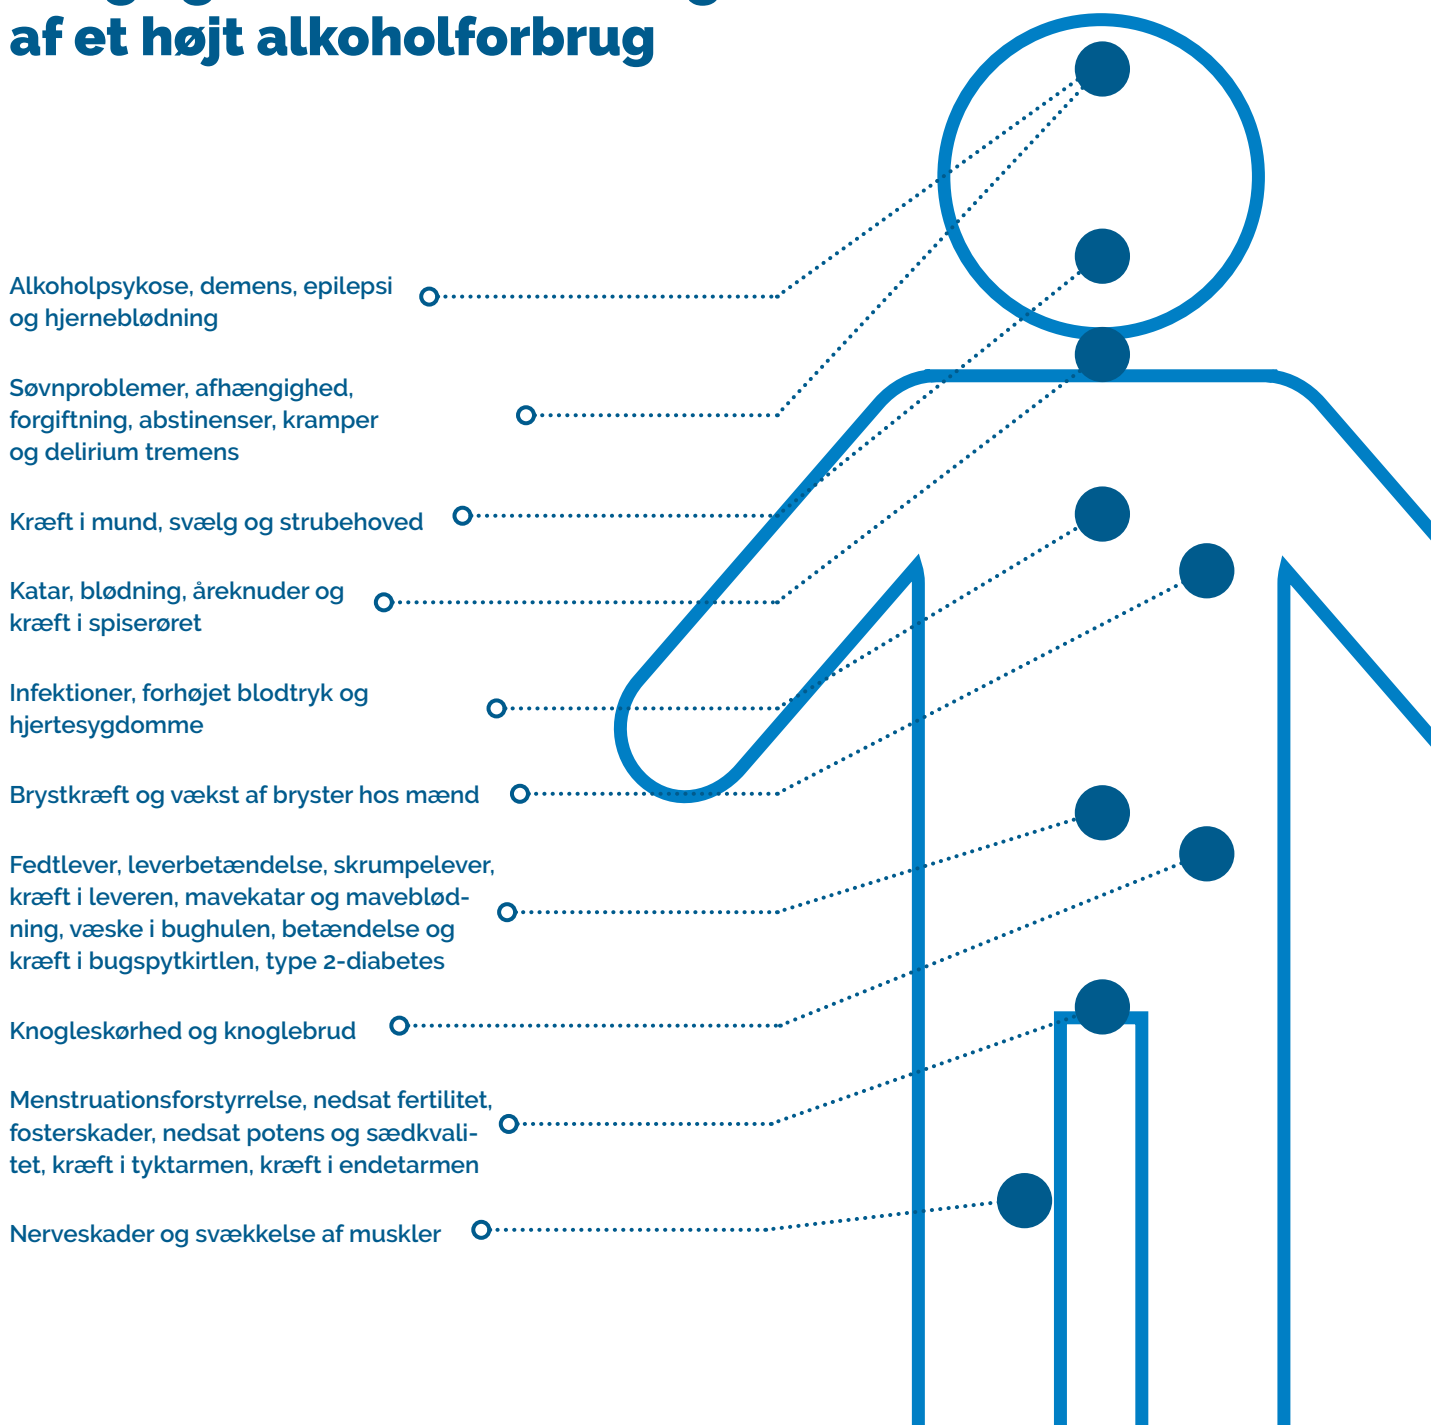 af et højt alkoholforbrug
Alkoholpsykose, demens, epilepsi
og hjerneblødning
Søvnproblemer, afhængighed,
forgiftning, abstinenser, kramper
og delirium tremens
Kræft i mund, svælg og strubehoved
Katar, blødning, åreknuder og
kræft i spiserøret
Infektioner, forhøjet blodtryk og
hjertesygdomme
Brystkræft og vækst af bryster hos mænd
Fedtlever, leverbetændelse, skrumpelever,
kræft i leveren, mavekatar og maveblød-
ning, væske i bughulen, betændelse og
kræft i bugspytkirtlen, type 2-diabetes
Knogleskørhed og knoglebrud
Menstruationsforstyrrelse, nedsat fertilitet,
fosterskader, nedsat potens og sædkvali-
tet, kræft i tyktarmen, kræft i endetarmen
Nerveskader og svækkelse af muskler